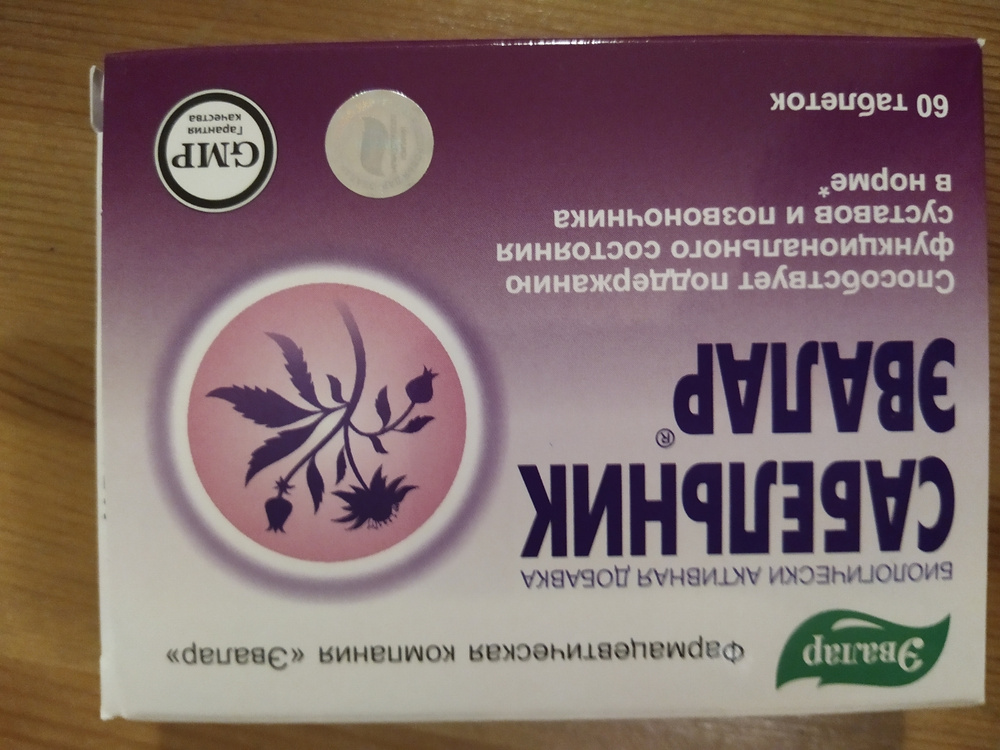 Эвалар
Фармацевтическая компания «Эвалар»
БИОЛОГИЧЕСКИ АКТИВНАЯ ДОБАВКА
САБЕЛЬНИК
ЭВАЛАР®
Способствует поддержанию
функционального состояния
суставов и позвоночника
в норме*
60 таблеток
GMP
Гарантия
качества